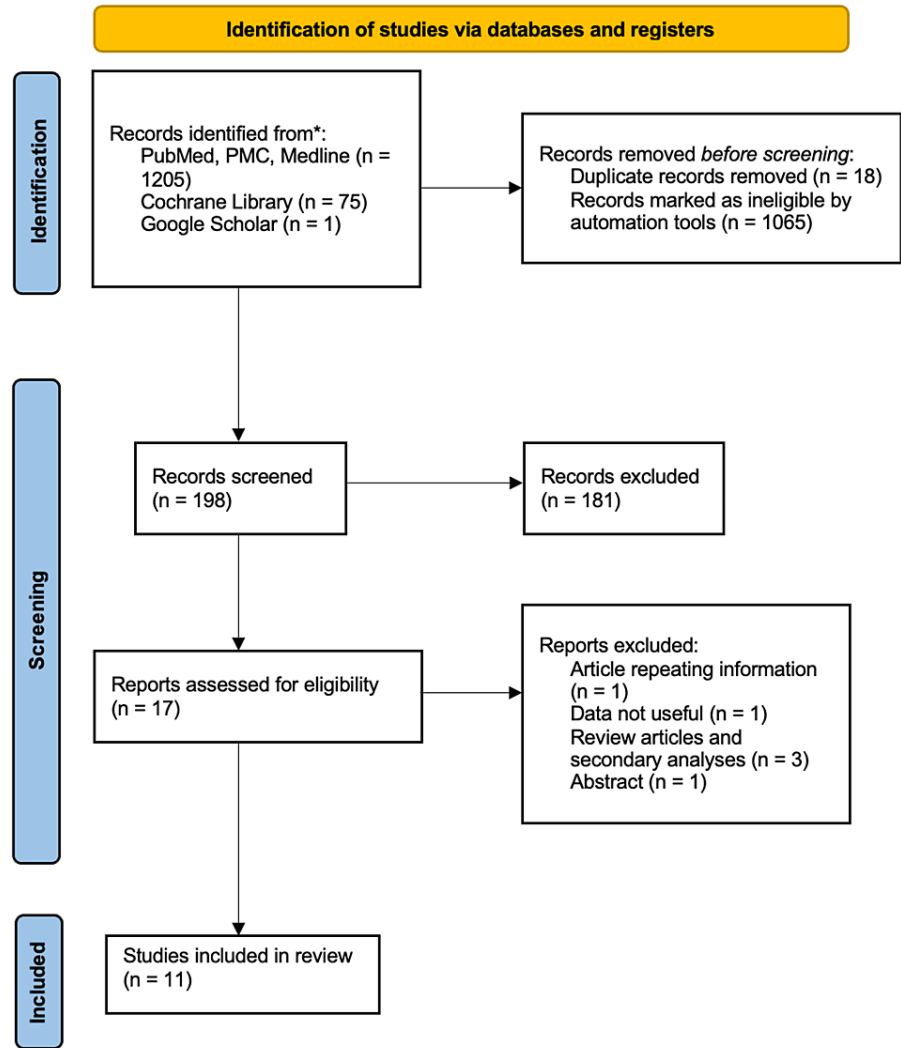 Identification of studies via databases and registers
Identification
Records identified from*:
PubMed, PMC, Medline (n =
1205)
Cochrane Library (n = 75)
Google Scholar (n = 1)
Records removed before screening:
Duplicate records removed (n = 18)
Records marked as ineligible by
automation tools (n = 1065)
Screening
Records screened
(n = 198)
Records excluded
(n = 181)
Reports assessed for eligibility
(n = 17)
Reports excluded:
Article repeating information
(n = 1)
Data not useful (n = 1)
Review articles and
secondary analyses (n = 3)
Abstract (n = 1)
Included
Studies included in review
(n = 11)